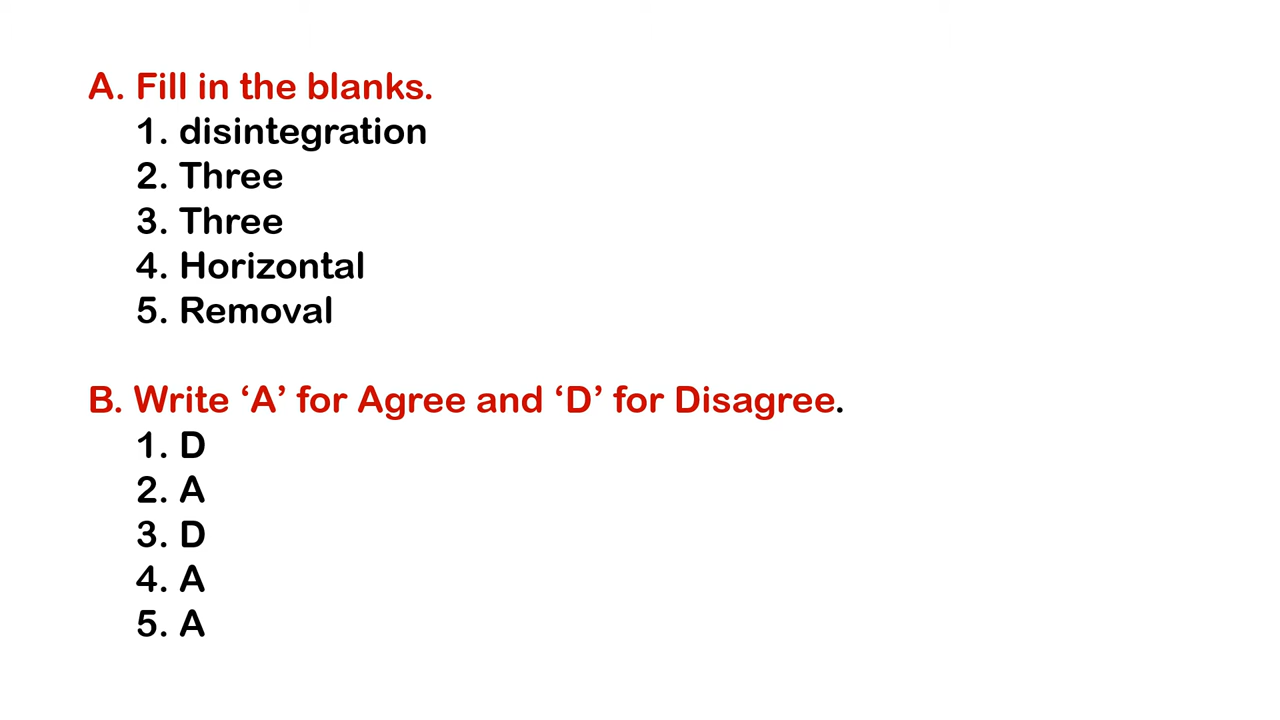 A. Fill in the blanks.
1. disintegration
2. Three
3. Three
4. Horizontal
5. Removal
B. Write ‘A’ for Agree and ‘D’ for Disagree.
1. D
2. A
3. D
4. A
5. A